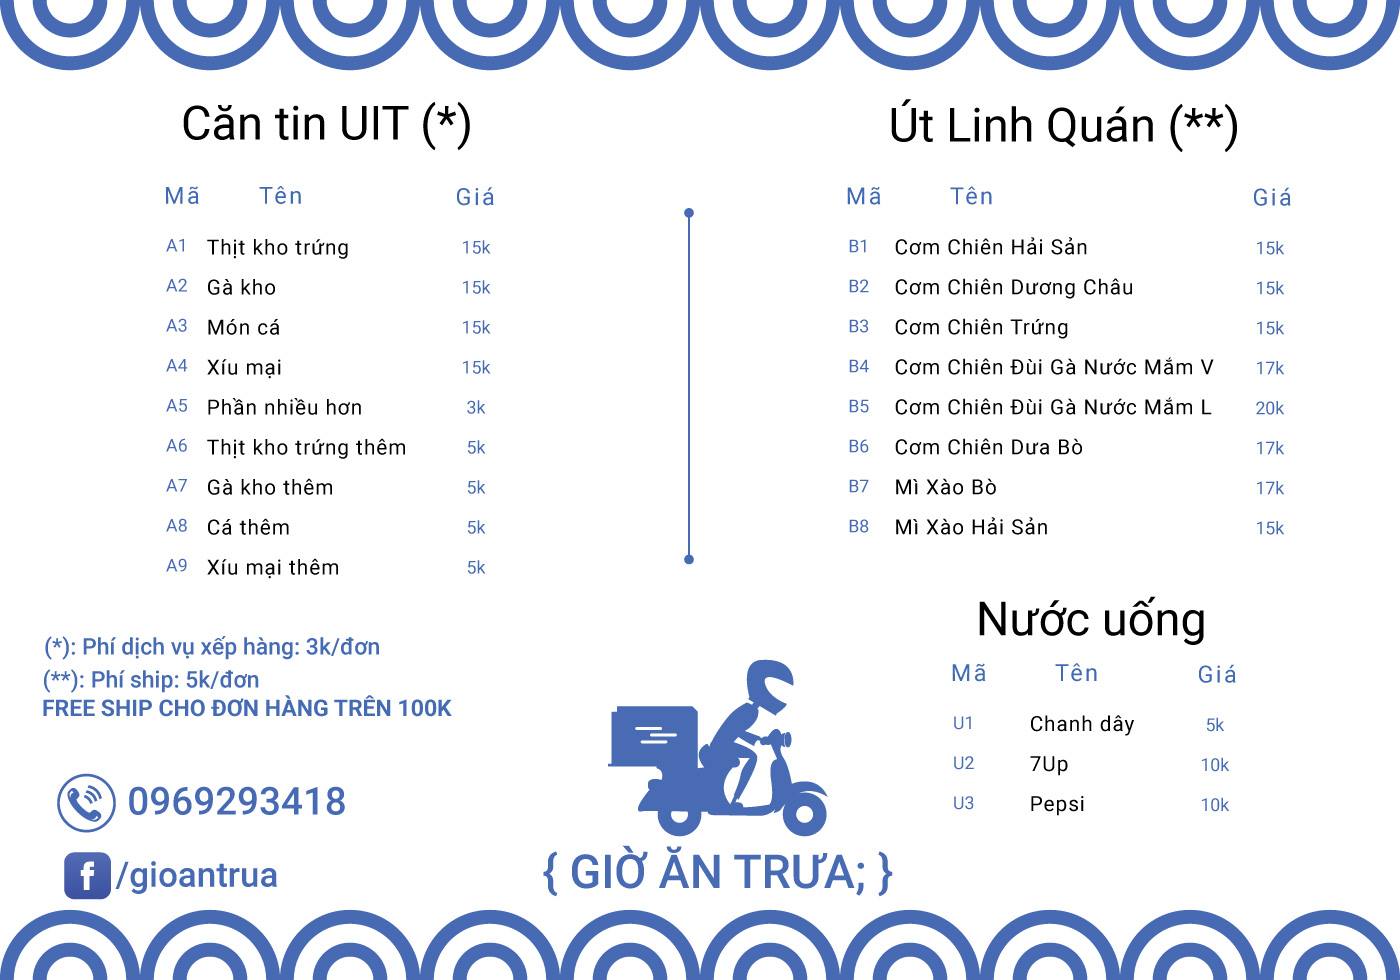 Căn tin UIT (*)
Mã Tên Giá
A1 Thịt kho trứng 15k
A2 Gà kho 15k
A3 Món cá 15k
A4 Xíu mại 15k
A5 Phần nhiều hơn 3k
A6 Thịt kho trứng thêm 5k
A7 Gà kho thêm 5k
A8 Cá thêm 5k
A9 Xíu mại thêm 5k
(*): Phí dịch vụ xếp hàng: 3k/đơn
(**): Phí ship: 5k/đơn
FREE SHIP CHO ĐƠN HÀNG TRÊN 100K
0969293418
f /gioantrua
Út Linh Quán (**)
Mã Tên Giá
B1 Cơm Chiên Hải Sản 15k
B2 Cơm Chiên Dương Châu 15k
B3 Cơm Chiên Trứng 15k
B4 Cơm Chiên Đùi Gà Nước Mắm V 17k
B5 Cơm Chiên Đùi Gà Nước Mắm L 20k
B6 Cơm Chiên Dưa Bò 17k
B7 Mì Xào Bò 17k
B8 Mì Xào Hải Sản 15k
Nước uống
Mã Tên Giá
U1 Chanh dây 5k
U2 7Up 10k
U3 Pepsi 10k
{ GIỜ ĂN TRƯA; }